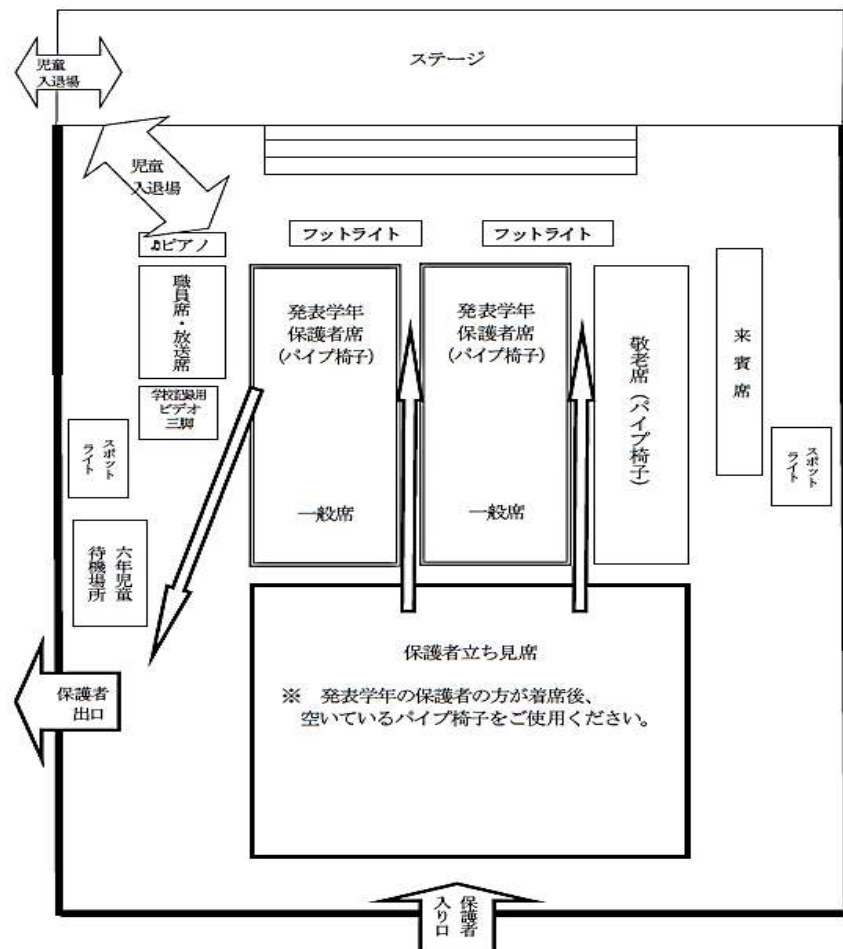 ステージ
児童
入退場
児童
入退場
フットライト
フットライト
♫ピアノ
職員席・放送席
発表学年
保護者席
(パイプ椅子)
一般席
発表学年
保護者席
(パイプ椅子)
一般席
敬老席(パイプ椅子)
来賓席
学校記録用
ビデオ
三脚
スポット
ライト
スポット
ライト
六年児童
待機場所
保護者立ち見席
※ 発表学年の保護者の方が着席後、
空いているパイプ椅子をご使用ください。
保護者
出口
保護者
入り口